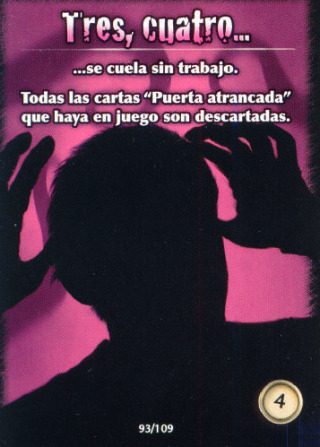 Tres, cuatro...
...se cuela sin trabajo.
Todas las cartas “Puerta atrancada”
que haya en juego son descartadas.
4
93/109